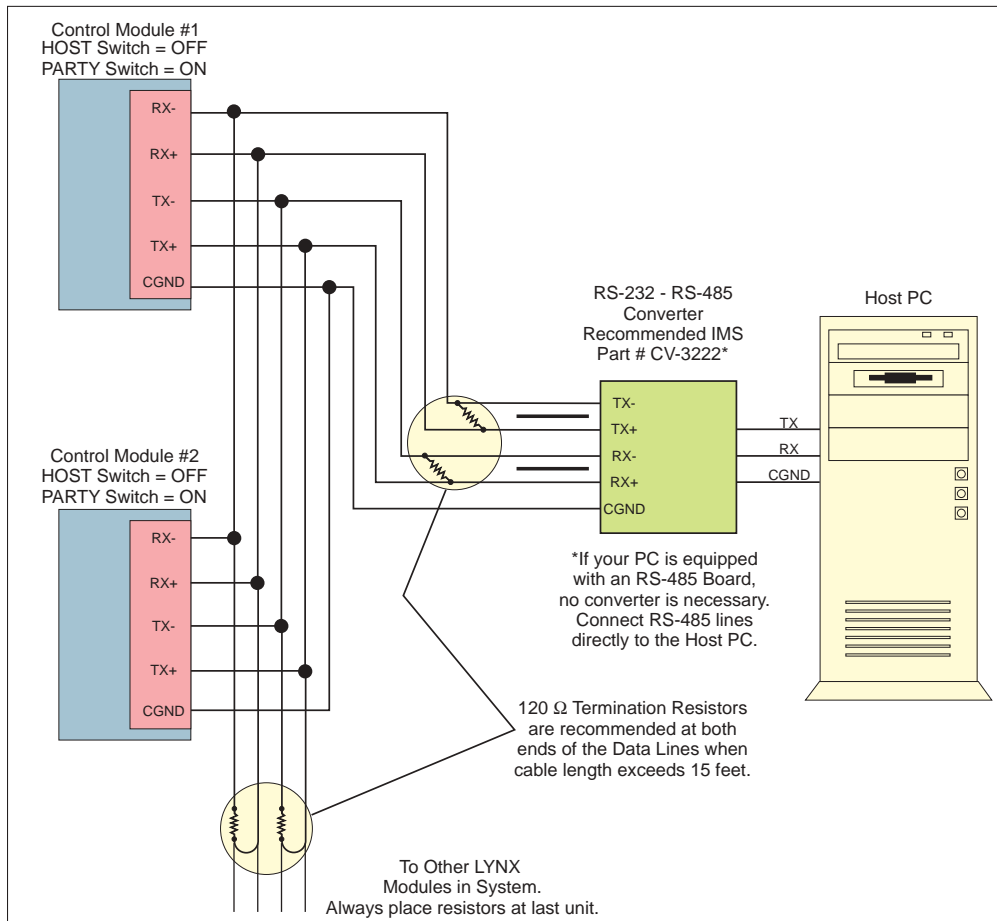 Control Module #1
HOST Switch = OFF
PARTY Switch = ON
RX-
RX+
TX-
TX+
CGND
RS-232 - RS-485
Converter
Recommended IMS
Part # CV-3222*
TX-
TX+
RX-
RX+
CGND
TX
RX
CGND
Host PC
Control Module #2
HOST Switch = OFF
PARTY Switch = ON
RX-
RX+
TX-
TX+
CGND
*If your PC is equipped
with an RS-485 Board,
no converter is necessary.
Connect RS-485 lines
directly to the Host PC.
120 Ω Termination Resistors
are recommended at both
ends of the Data Lines when
cable length exceeds 15 feet.
To Other LYNX
Modules in System.
Always place resistors at last unit.